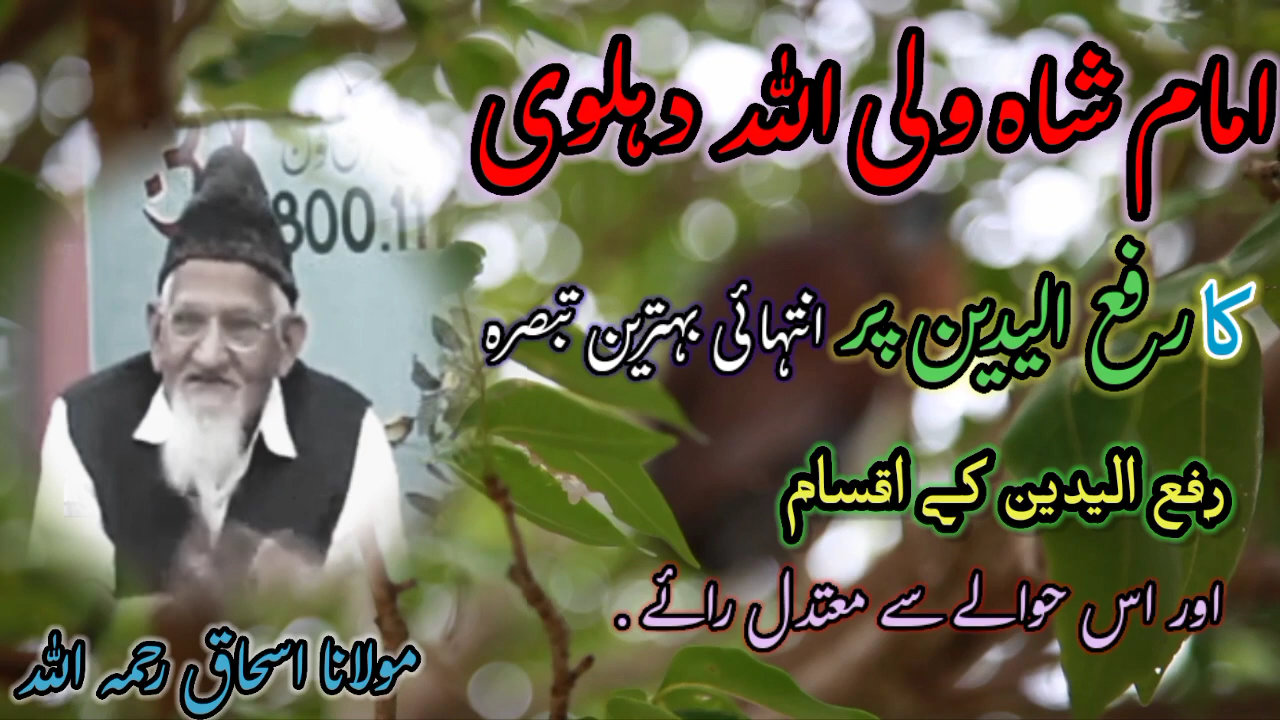 امام شاہ ولی اللہ دہلوی
کا رفع الیدین پر انتہائی بہترین تبصرہ
رفع الیدین کے اقسام
اور اس حوالے سے معتدل رائے .
مولانا اسحاق رحمہ اللہ
800.11